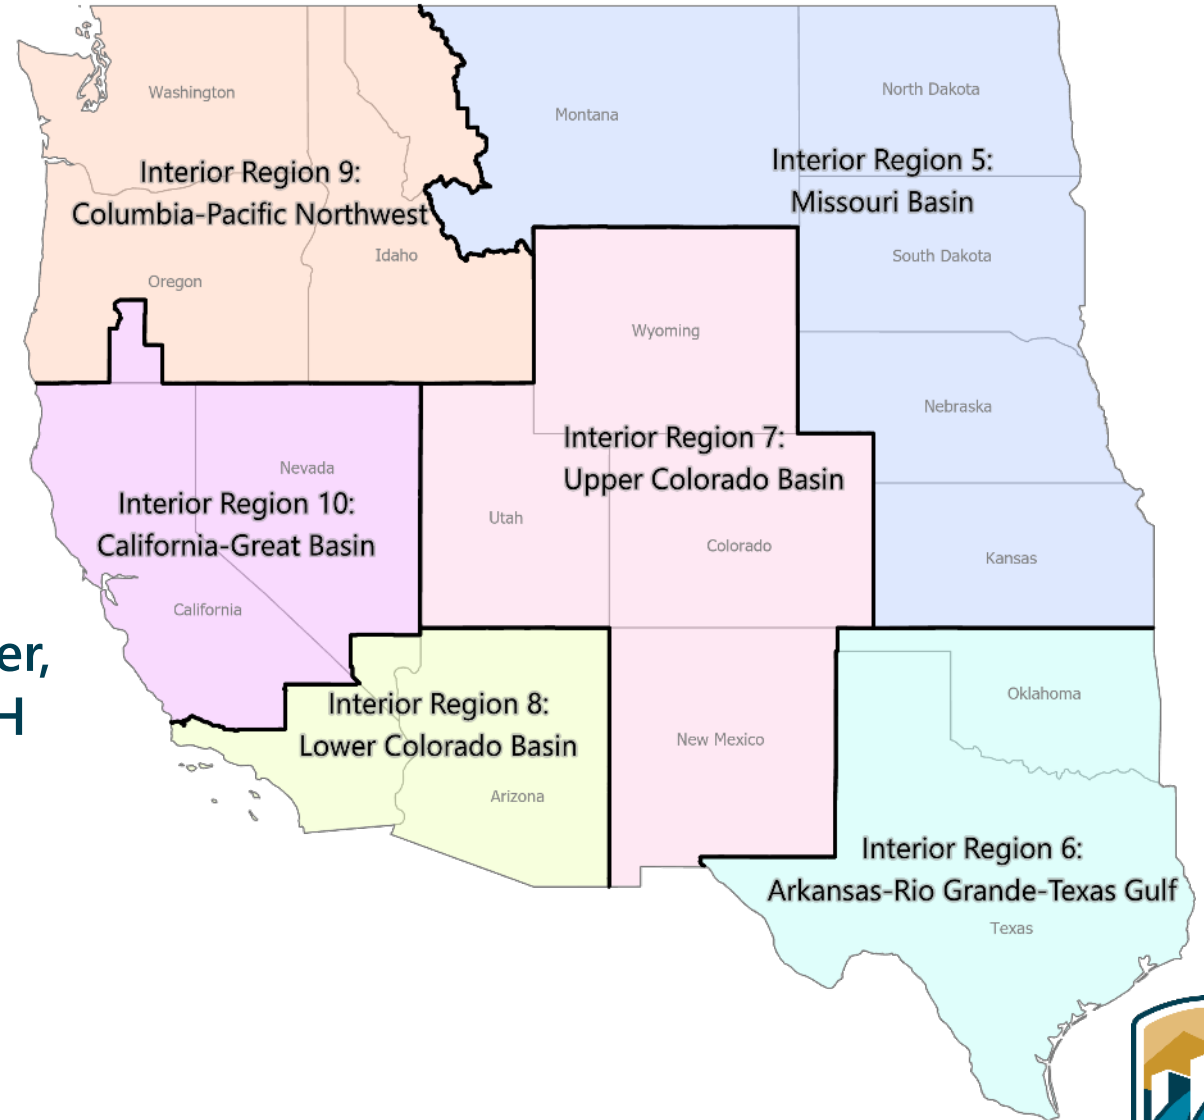 Washington
Montana
North Dakota
Interior Region 9:
Columbia-Pacific Northwest
Interior Region 5:
Missouri Basin
Idaho
Oregon
South Dakota
Wyoming
Nebraska
Interior Region 7:
Upper Colorado Basin
Nevada
Interior Region 10:
California-Great Basin
Utah
Colorado
Kansas
California
er,
H
Interior Region 8:
Lower Colorado Basin
Arizona
New Mexico
Oklahoma
Interior Region 6:
Arkansas-Rio Grande-Texas Gulf
Texas